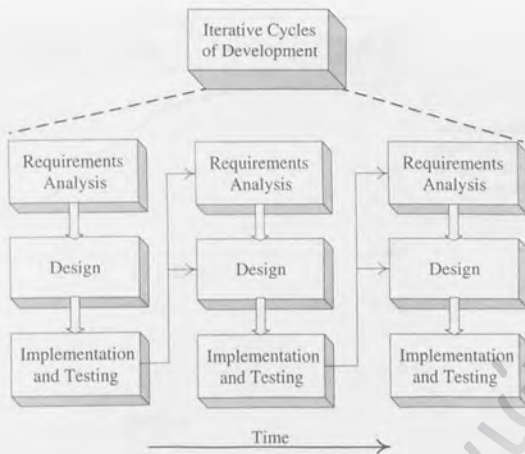 Iterative Cycles
of Development
Requirements
Analysis
Requirements
Analysis
Requirements
Analysis
Design
Design
Design
Implementation
and Testing
Implementation
and Testing
Implementation
and Testing
Time